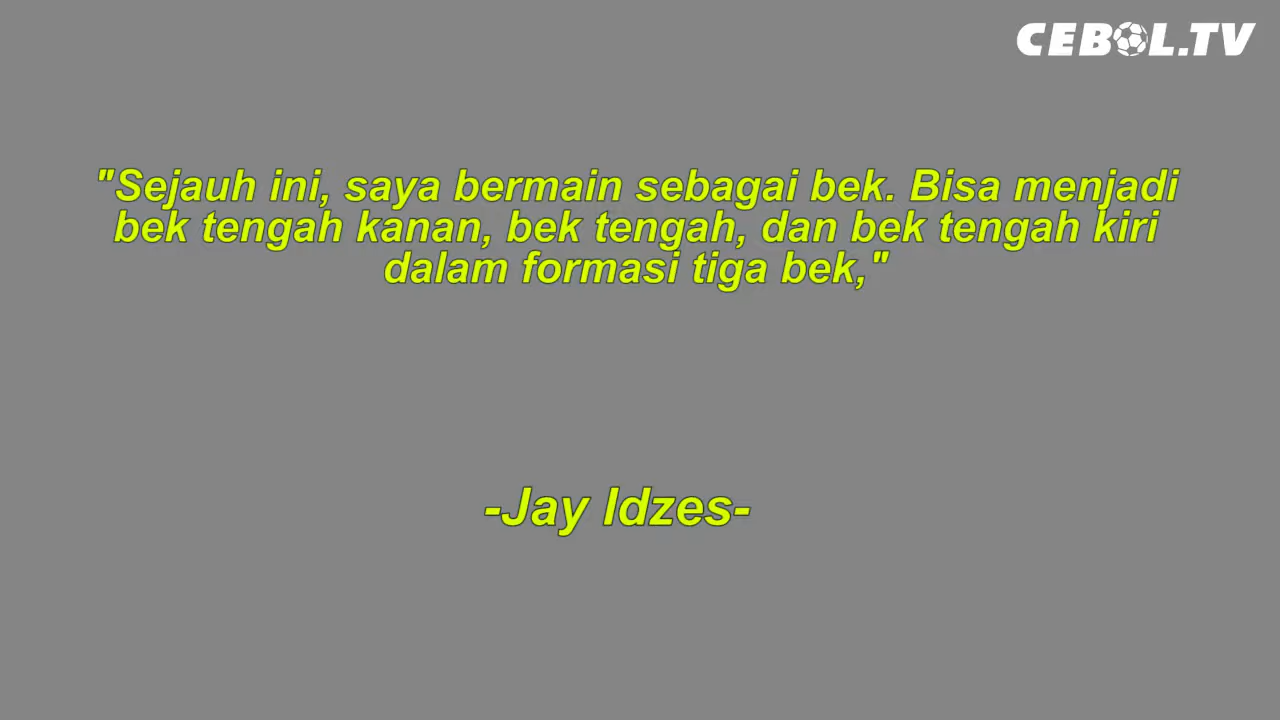 CEBOL.TV
"Sejauh ini, saya bermain sebagai bek. Bisa menjadi
bek tengah kanan, bek tengah, dan bek tengah kiri
dalam formasi tiga bek,"
-Jay Idzes-